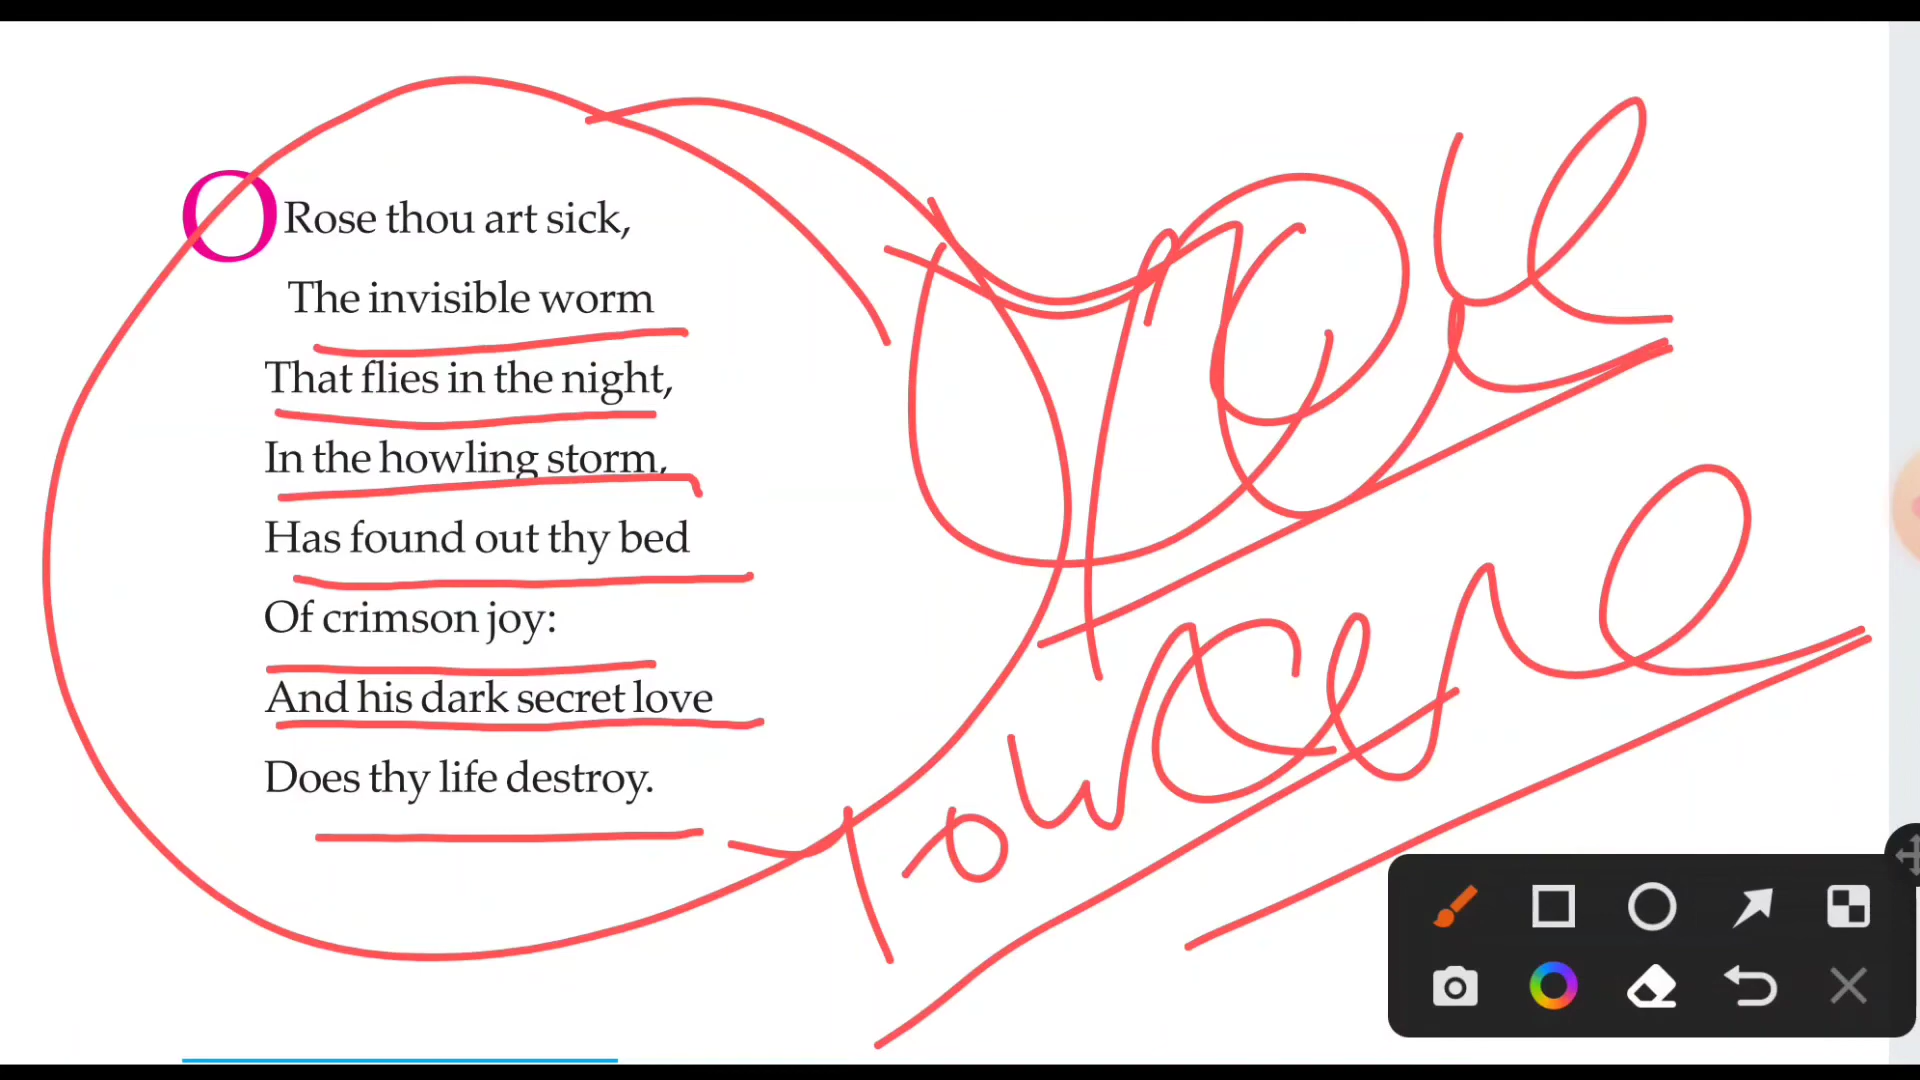 O Rose thou art sick,
The invisible worm
That flies in the night,
In the howling storm,
Has found out thy bed
Of crimson joy:
And his dark secret love
Does thy life destroy.